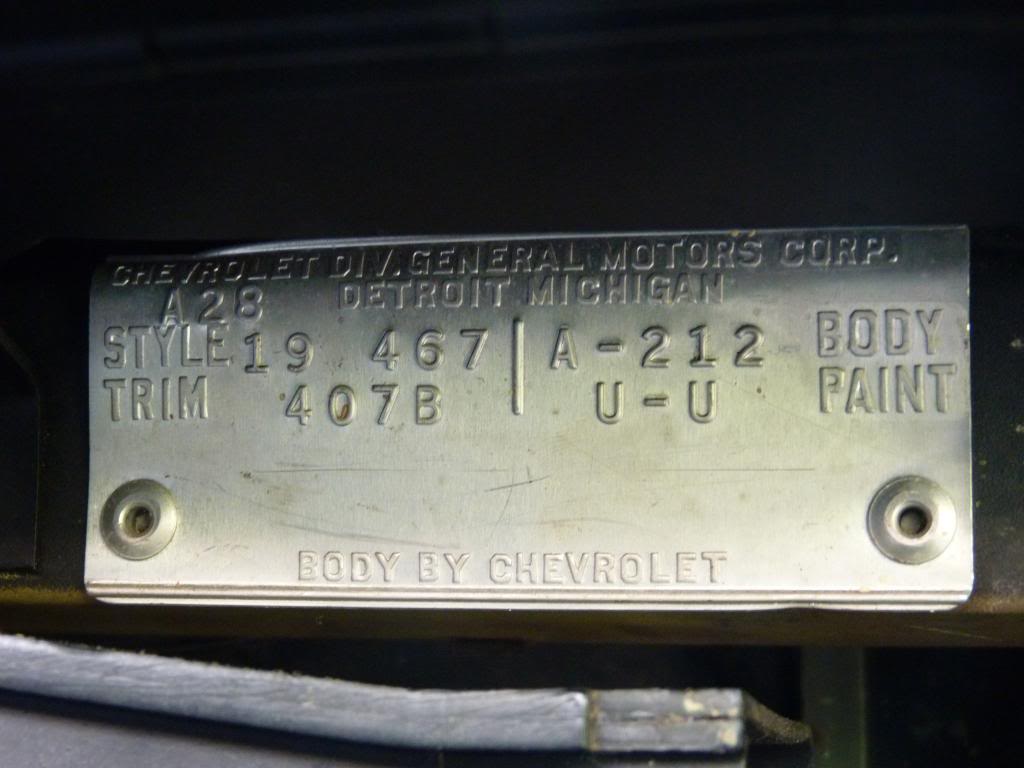 CHEVROLET DIV. GENERAL MOTORS CORP.
A28 DETROIT MICHIGAN
STYLE 19 467 | A-212 BODY
TRIM 407B U-U PAINT
BODY BY CHEVROLET